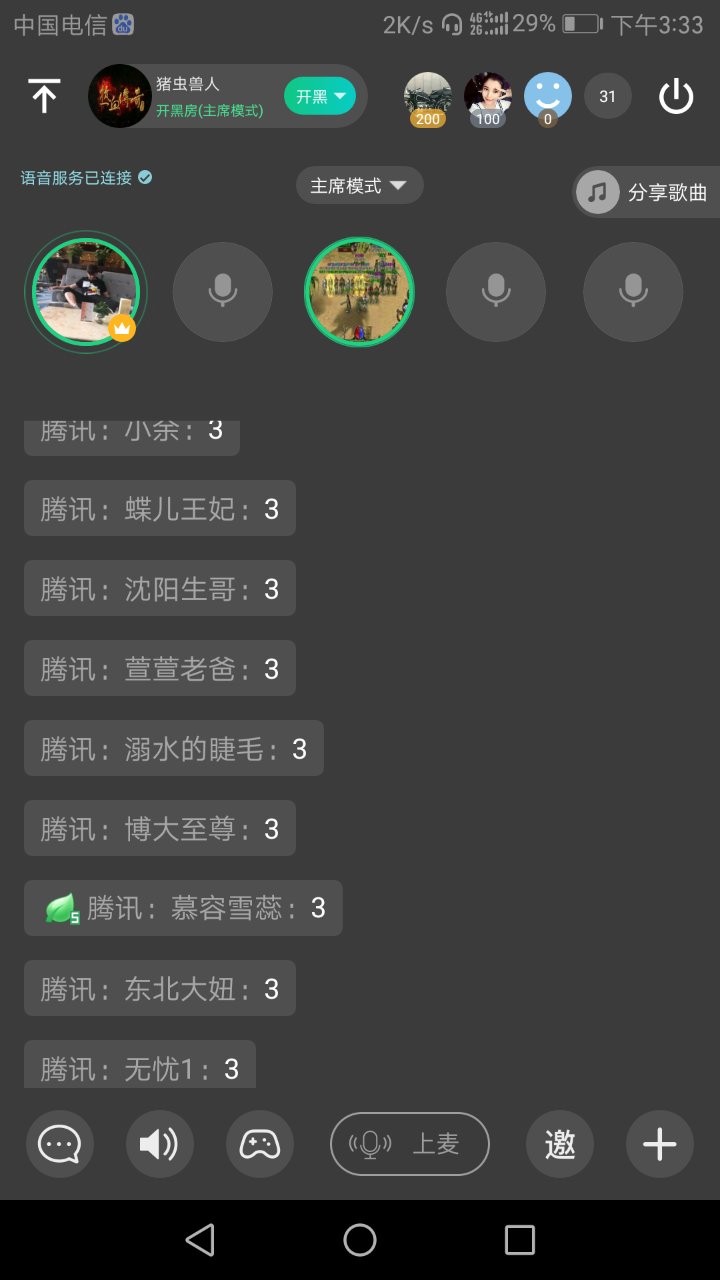 中国电信 2K/s 4G 2G 29% 下午3:33
猪虫兽人
开黑房(主席模式)
开黑
200 100 0 31
语音服务已连接
主席模式
分享歌曲
腾讯：小余：3
腾讯：蝶儿王妃：3
腾讯：沈阳生哥：3
腾讯：萱萱老爸：3
腾讯：溺水的睫毛：3
腾讯：博大至尊：3
5 腾讯：慕容雪蕊：3
腾讯：东北大妞：3
腾讯：无忧1：3
上麦
邀